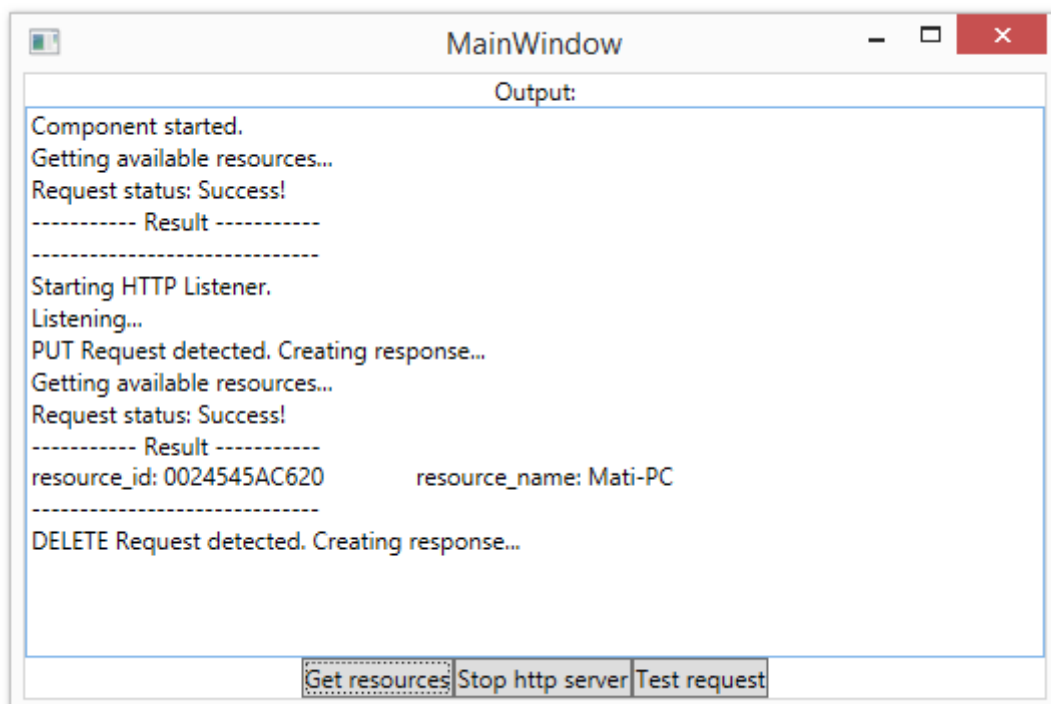 MainWindow
Output:
Component started.
Getting available resources...
Request status: Success!
----------- Result -----------
------------------------------
Starting HTTP Listener.
Listening...
PUT Request detected. Creating response...
Getting available resources...
Request status: Success!
----------- Result -----------
resource_id: 0024545AC620 resource_name: Mati-PC
------------------------------
DELETE Request detected. Creating response...
Get resources Stop http server Test request